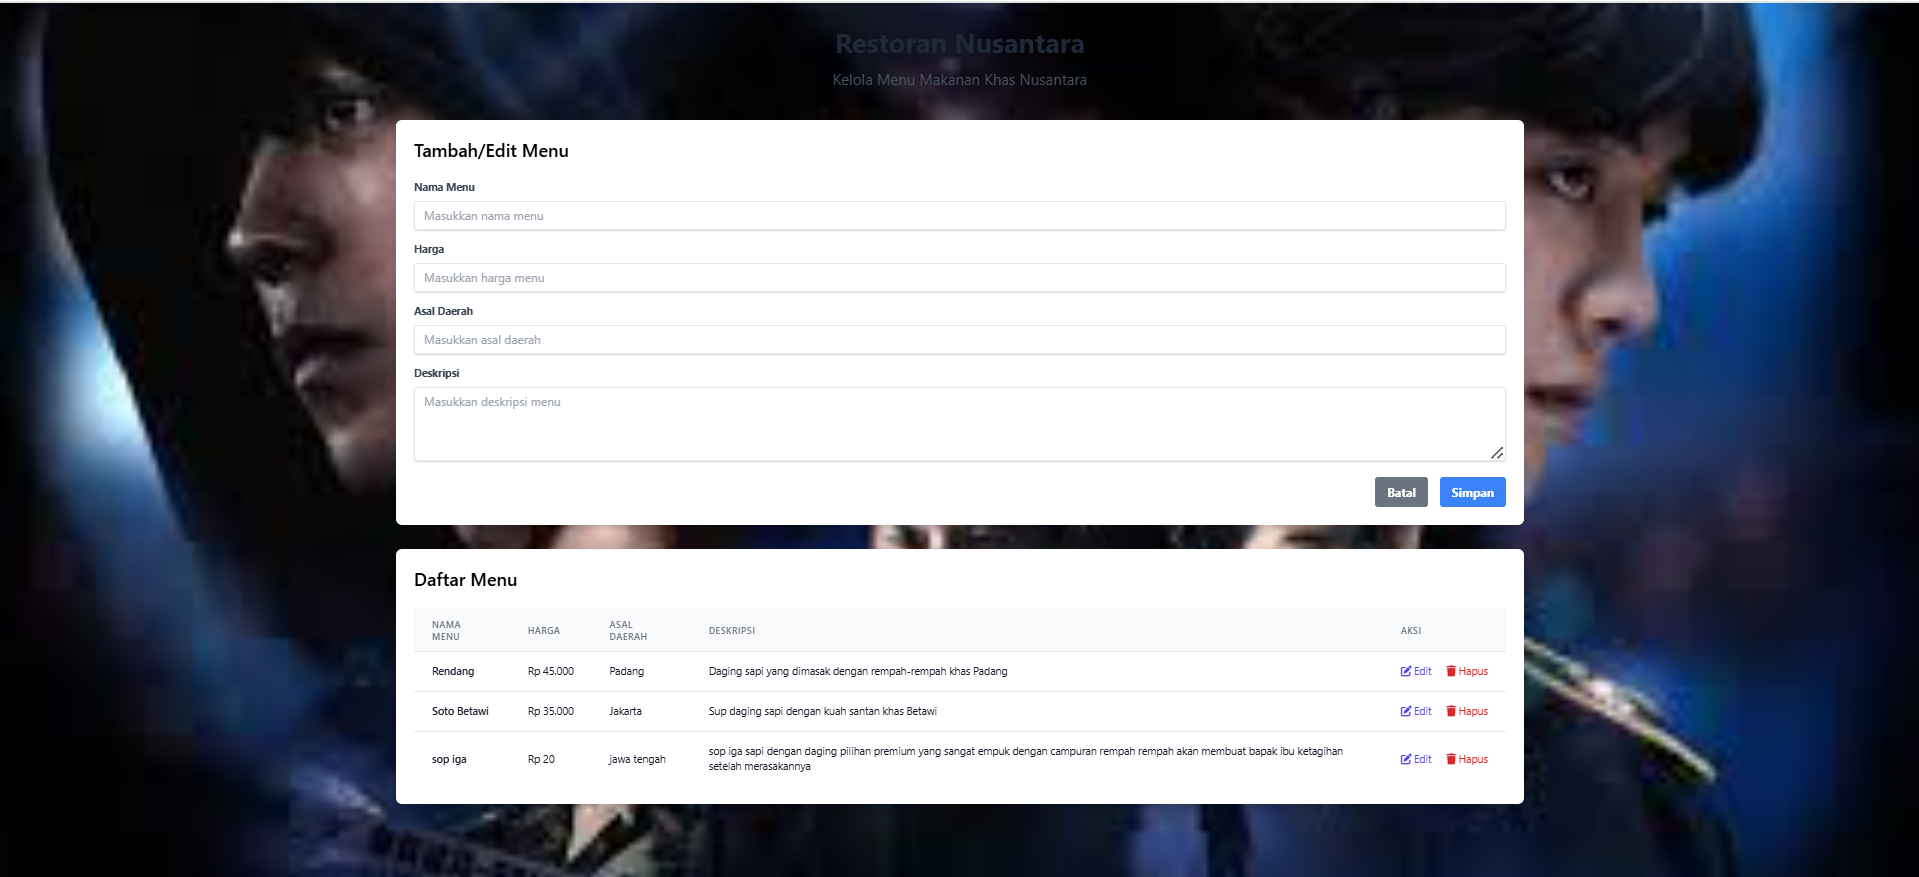 Restoran Nusantara
Kelola Menu Makanan Khas Nusantara
Tambah/Edit Menu
Nama Menu
Masukkan nama menu
Harga
Masukkan harga menu
Asal Daerah
Masukkan asal daerah
Deskripsi
Masukkan deskripsi menu
Batal Simpan
Daftar Menu
NAMA MENU HARGA ASAL DAERAH DESKRIPSI AKSI
Rendang Rp 45.000 Padang Daging sapi yang dimasak dengan rempah-rempah khas Padang Edit Hapus
Soto Betawi Rp 35.000 Jakarta Sup daging sapi dengan kuah santan khas Betawi Edit Hapus
sop iga Rp 20 jawa tengah sop iga sapi dengan daging pilihan premium yang sangat empuk dengan campuran rempah rempah akan membuat bapak ibu ketagihan setelah merasakannya Edit Hapus